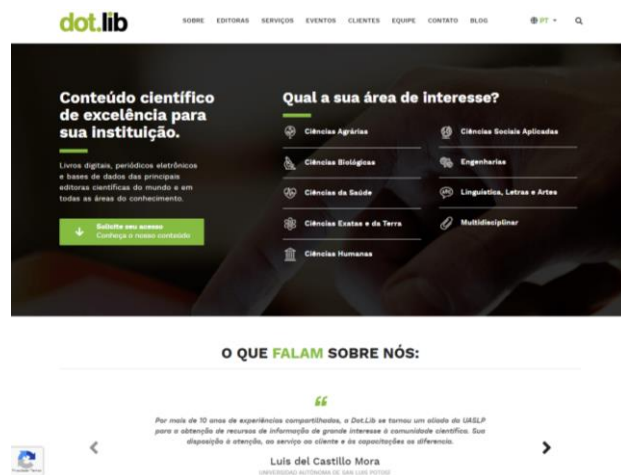 dot.lib
SOBRE EDITORAS SERVIÇOS EVENTOS CLIENTES EQUIPE CONTATO BLOG PT
Conteúdo científico
de excelência para
sua instituição.
Livros digitais, periódicos eletrônicos
e bases de dados das principais
editoras científicas do mundo e em
todas as áreas do conhecimento.
Solicite seu acesso
Conheça o nosso conteúdo
Qual a sua área de interesse?
Ciências Agrárias
Ciências Sociais Aplicadas
Ciências Biológicas
Engenharias
Ciências da Saúde
Linguística, Letras e Artes
Ciências Exatas e da Terra
Multidisciplinar
Ciências Humanas
O QUE FALAM SOBRE NÓS:
Por mais de 10 anos de experiências compartilhadas, a Dot.Lib se tornou um aliado da UASLP
para a obtenção de recursos de informação de grande interesse à comunidade científica. Sua
disposição à atenção, ao serviço ao cliente e às capacitações os diferencia.
Luis del Castillo Mora
UNIVERSIDAD AUTÓNOMA DE SAN LUIS POTOSÍ